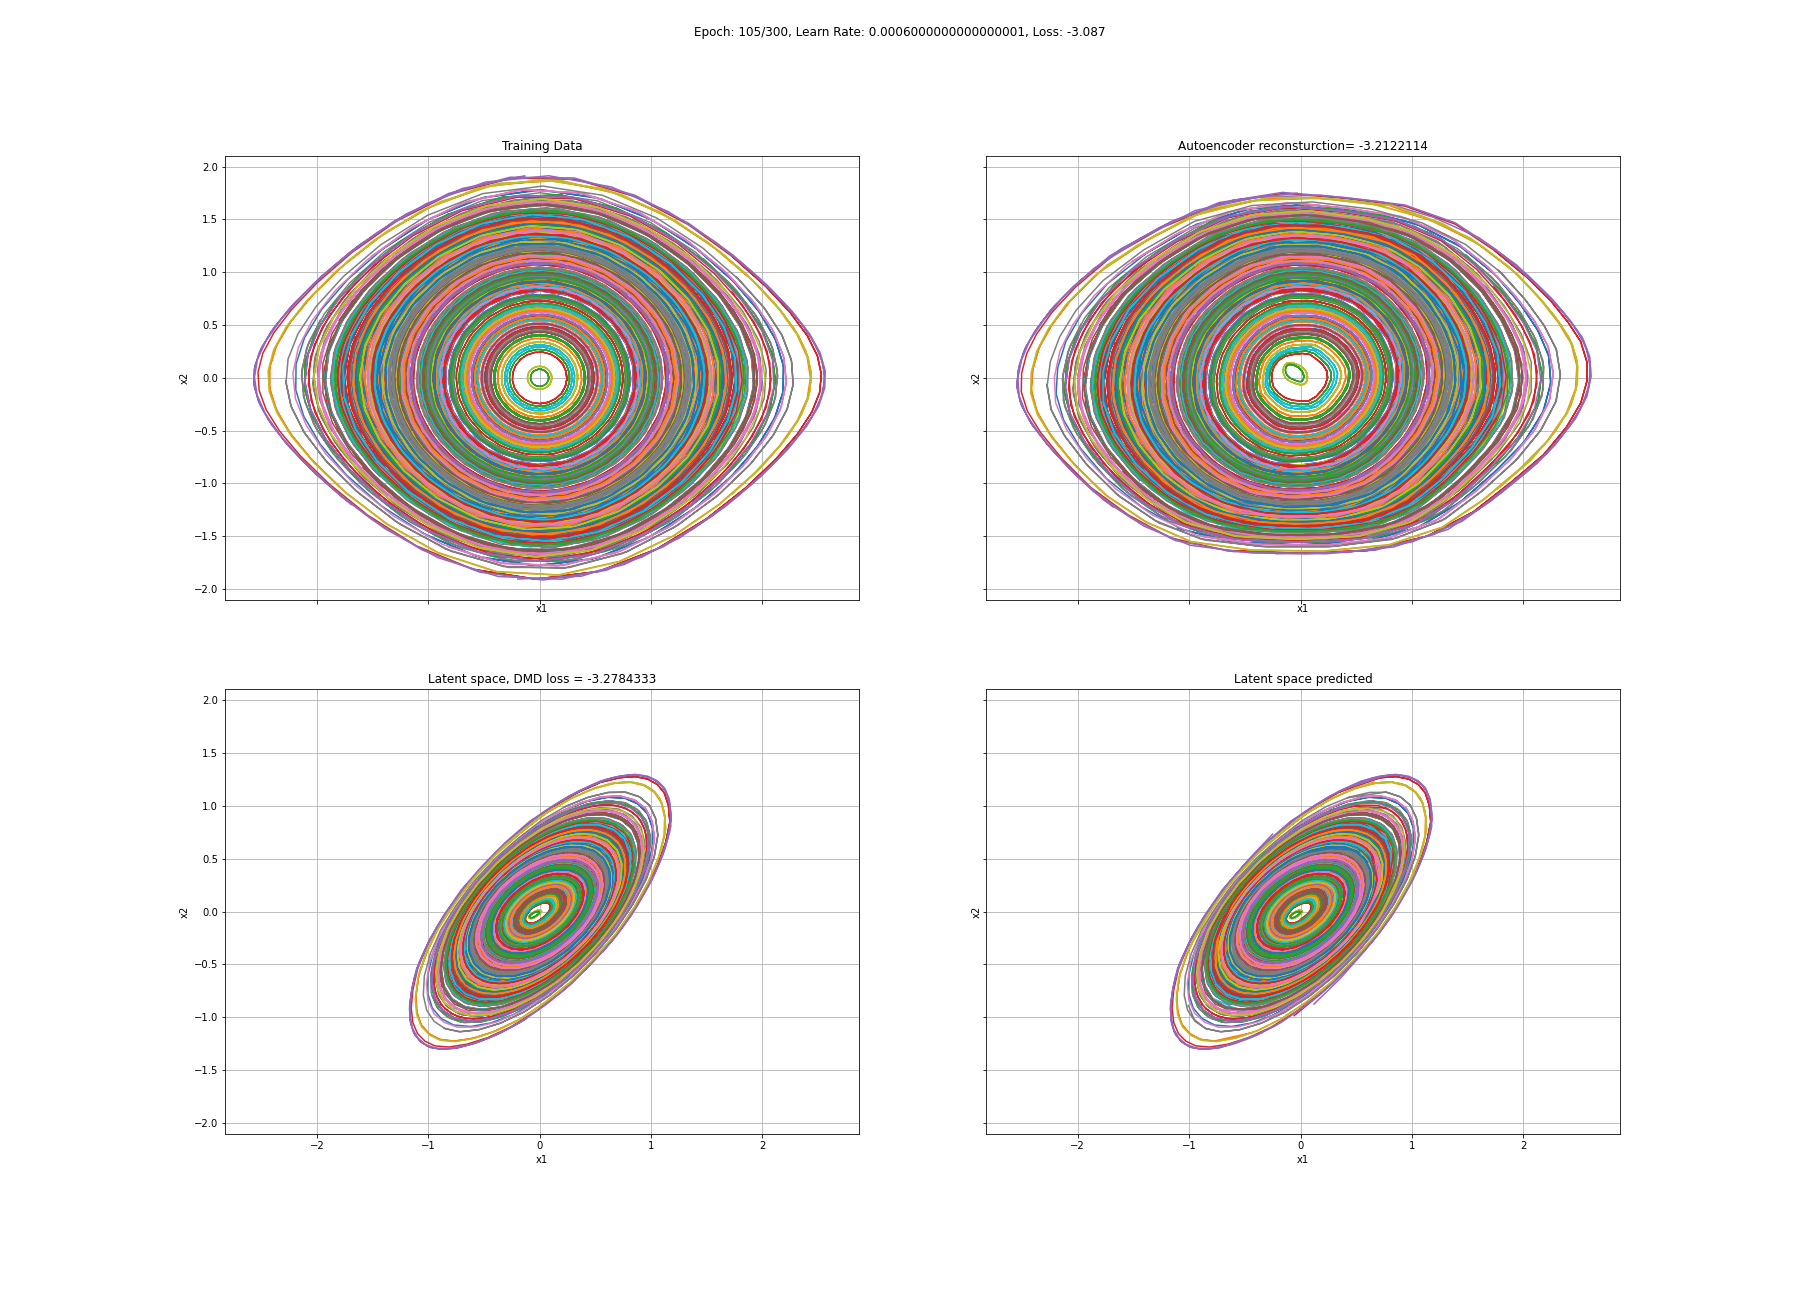 Epoch: 105/300, Learn Rate: 0.0006000000000000001, Loss: -3.087
Training Data
2.0
1.5
1.0
0.5
0.0
−0.5
−1.0
−1.5
−2.0
x2
x1
Autoencoder reconsturction= -3.2122114
x2
x1
Latent space, DMD loss = -3.2784333
2.0
1.5
1.0
0.5
0.0
−0.5
−1.0
−1.5
−2.0
x2
−2 −1 0 1 2
x1
Latent space predicted
x2
−2 −1 0 1 2
x1